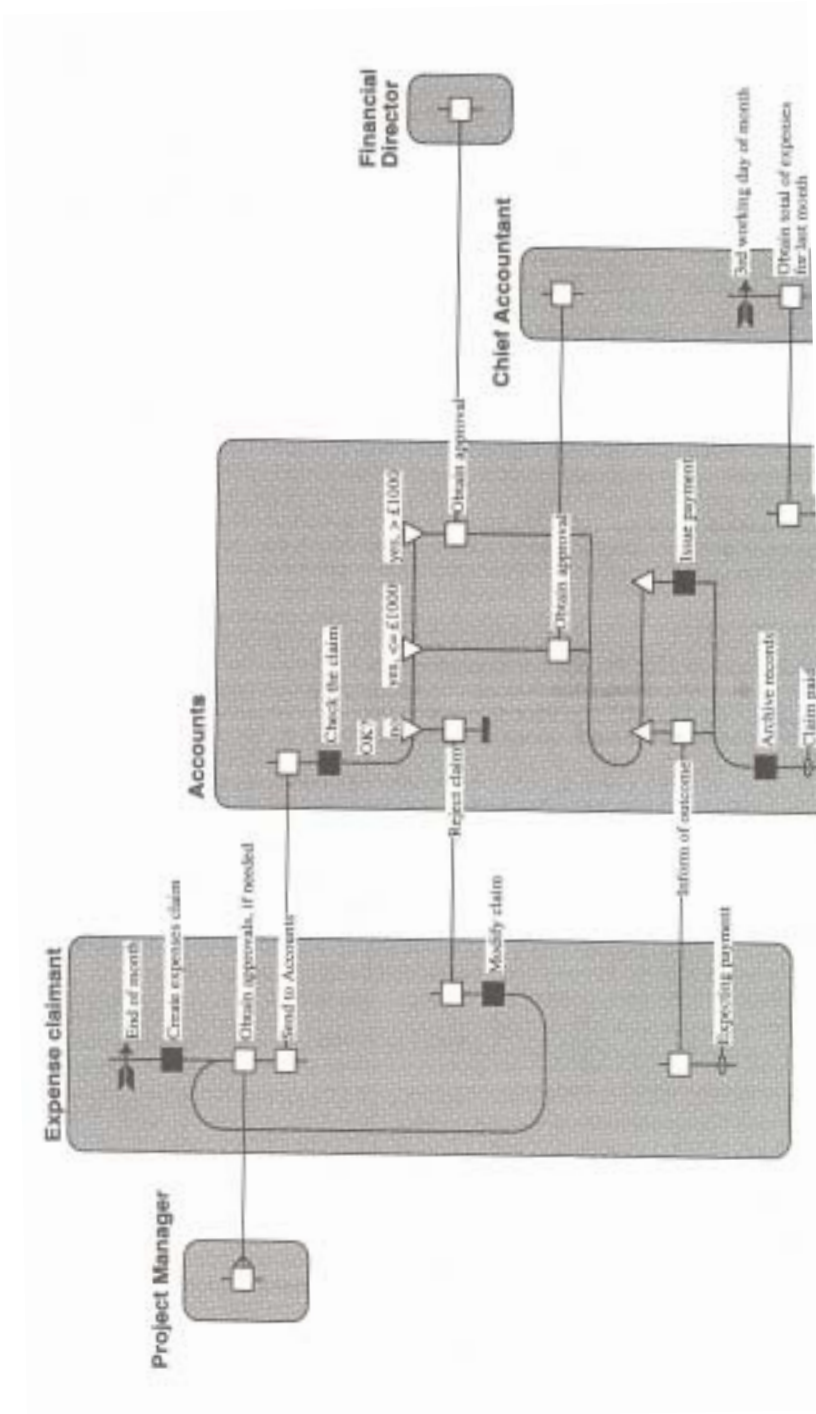 Project Manager
Expense claimant
End of month
Create expenses claim
Obtain approvals, if needed
Send to Accounts
Modify claim
Expecting payment
Accounts
Check the claim
OK?
no
yes, <= £1000
yes, > £1000
Reject claim
Obtain approval
Obtain approval
Inform of outcome
Issue payment
Archive records
Claim paid
Financial
Director
Chief Accountant
3rd working day of month
Obtain total of expenses
for last month